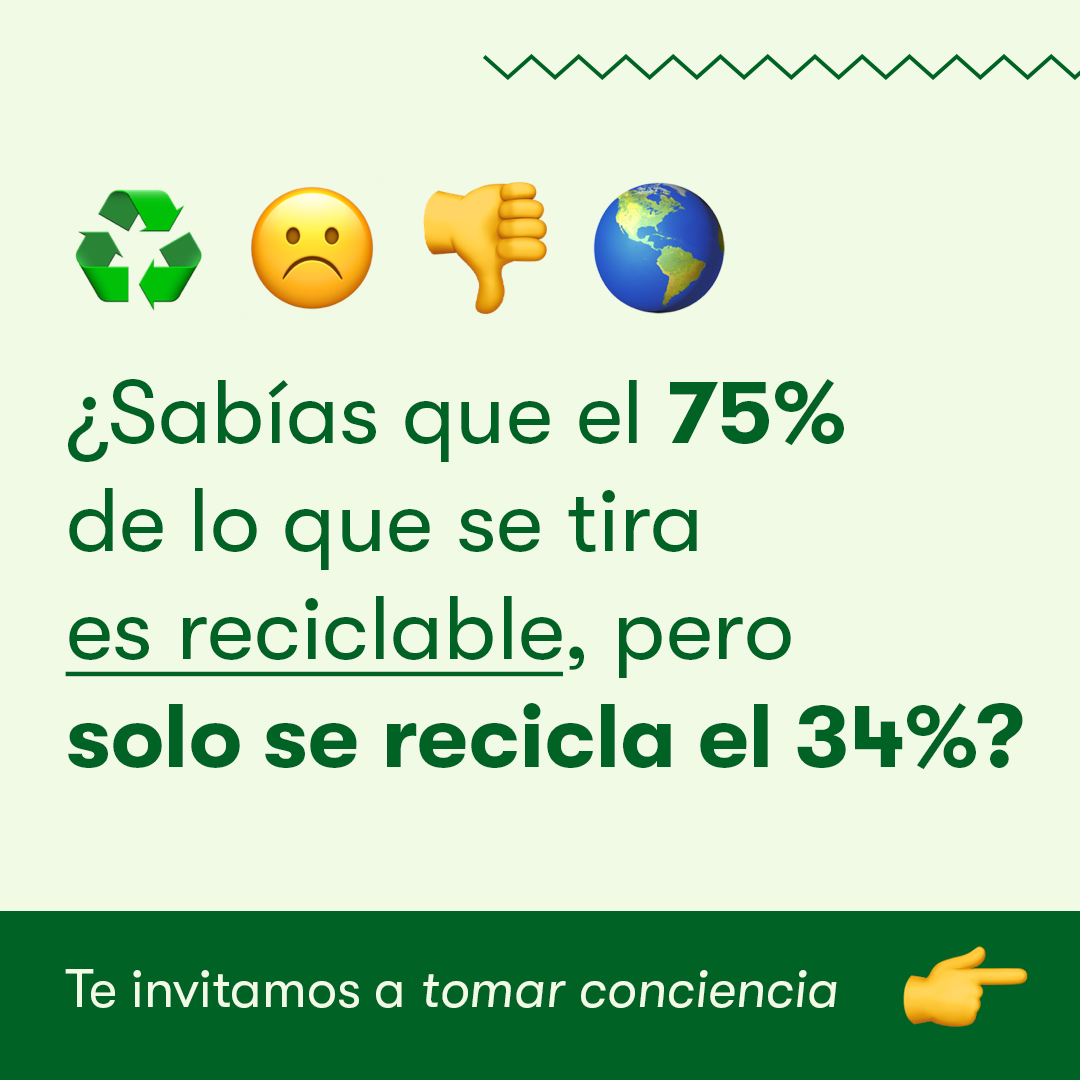 ¿Sabías que el 75%
de lo que se tira
es reciclable, pero
solo se recicla el 34%?
Te invitamos a tomar conciencia